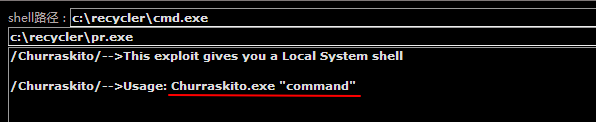 shell路径：c:\recycler\cmd.exe
c:\recycler\pr.exe
/Churraskito/-->This exploit gives you a Local System shell
/Churraskito/-->Usage: Churraskito.exe "command"